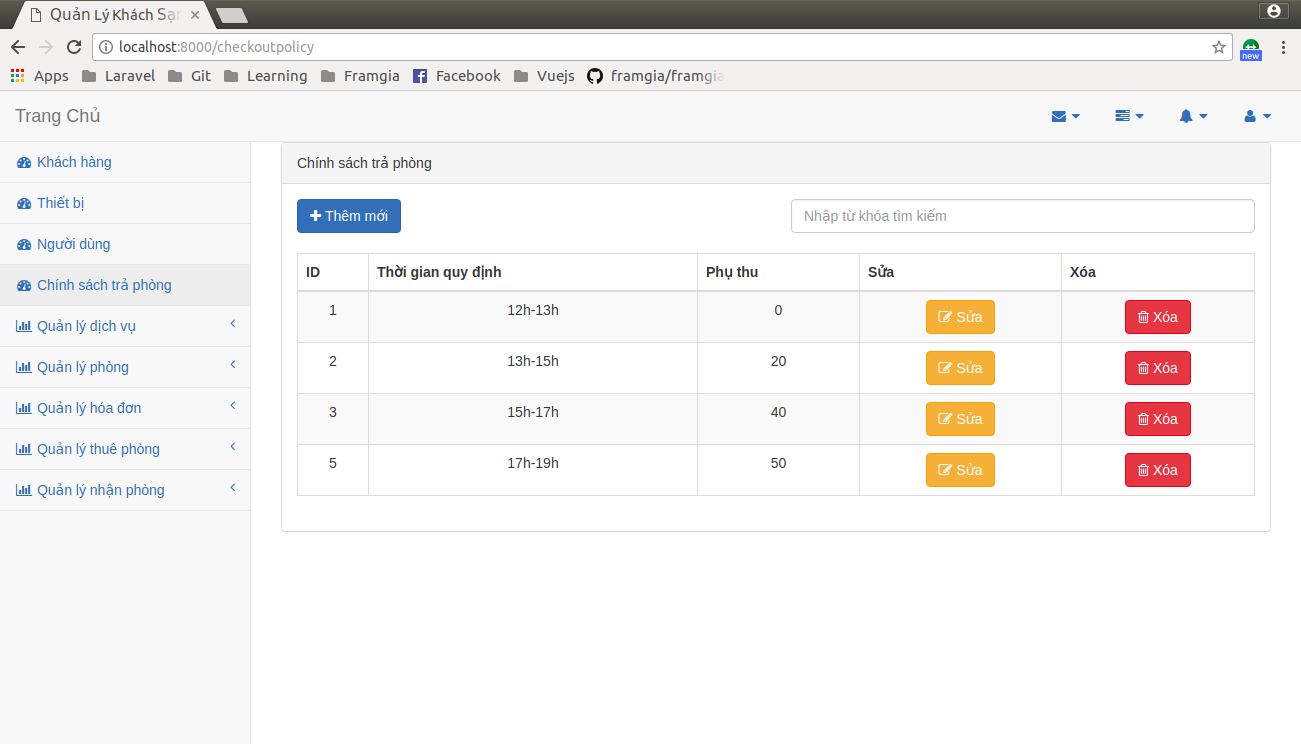 Quản Lý Khách Sạn
localhost:8000/checkoutpolicy
new
Apps Laravel Git Learning Framgia Facebook Vuejs framgia/framgia
Trang Chủ
Khách hàng
Thiết bị
Người dùng
Chính sách trả phòng
Quản lý dịch vụ
Quản lý phòng
Quản lý hóa đơn
Quản lý thuê phòng
Quản lý nhận phòng
Chính sách trả phòng
Thêm mới
Nhập từ khóa tìm kiếm
ID Thời gian quy định Phụ thu Sửa Xóa
1 12h-13h 0 Sửa Xóa
2 13h-15h 20 Sửa Xóa
3 15h-17h 40 Sửa Xóa
5 17h-19h 50 Sửa Xóa